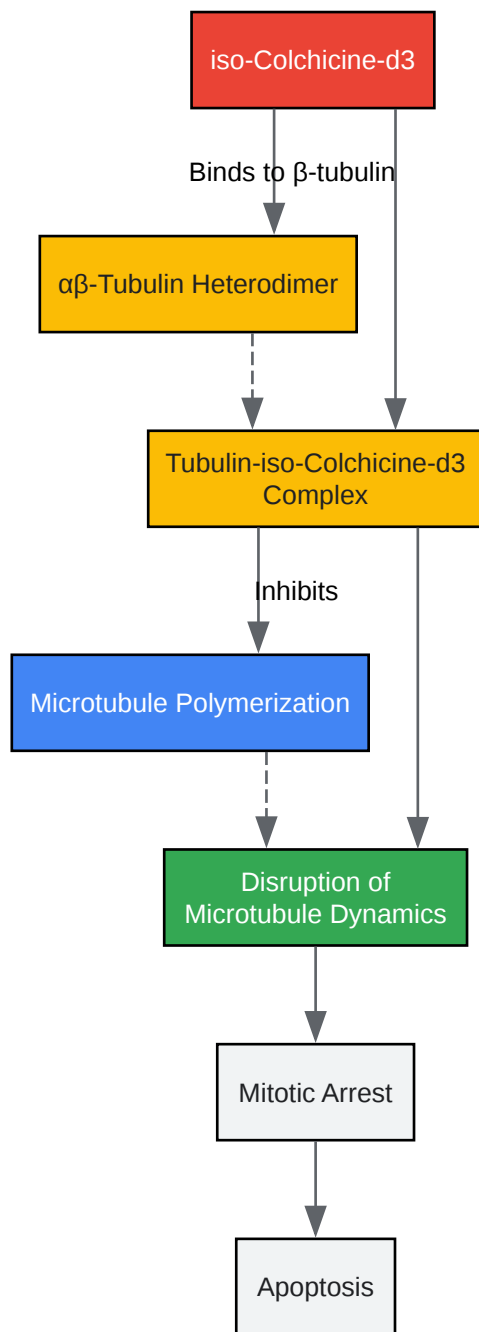 iso-Colchicine-d3
Binds to β-tubulin
αβ-Tubulin Heterodimer
Tubulin-iso-Colchicine-d3
Complex
Inhibits
Microtubule Polymerization
Disruption of
Microtubule Dynamics
Mitotic Arrest
Apoptosis